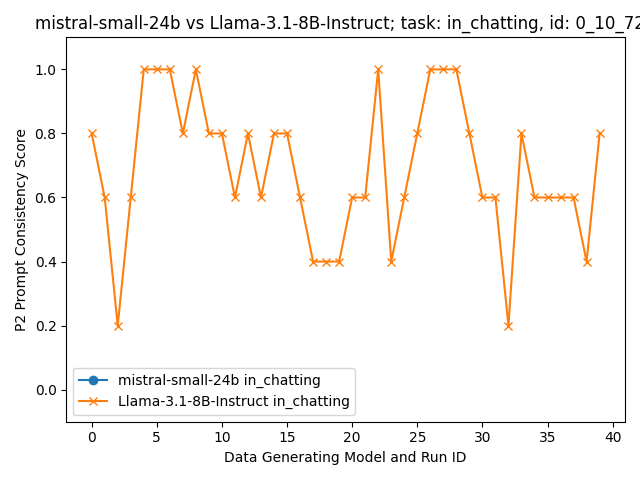 mistral-small-24b vs Llama-3.1-8B-Instruct; task: in_chatting, id: 0_10_72
P2 Prompt Consistency Score
1.0
0.8
0.6
0.4
0.2
0.0
mistral-small-24b in_chatting
Llama-3.1-8B-Instruct in_chatting
0 5 10 15 20 25 30 35 40
Data Generating Model and Run ID